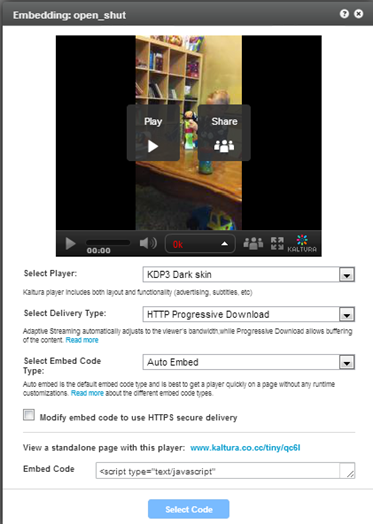 Embedding: open_shut
Play
Share
00:00
0k
KALTURA
Select Player:
KDP3 Dark skin
Kaltura player includes both layout and functionality (advertising, subtitles, etc)
Select Delivery Type:
HTTP Progressive Download
Adaptive Streaming automatically adjusts to the viewer's bandwidth,while Progressive Download allows buffering
of the content. Read more
Select Embed Code
Type:
Auto Embed
Auto embed is the default embed code type and is best to get a player quickly on a page without any runtime
customizations. Read more about the different embed code types.
Modify embed code to use HTTPS secure delivery
View a standalone page with this player: www.kaltura.co.cc/tiny/qc6l
Embed Code
<script type="text/javascript"
Select Code